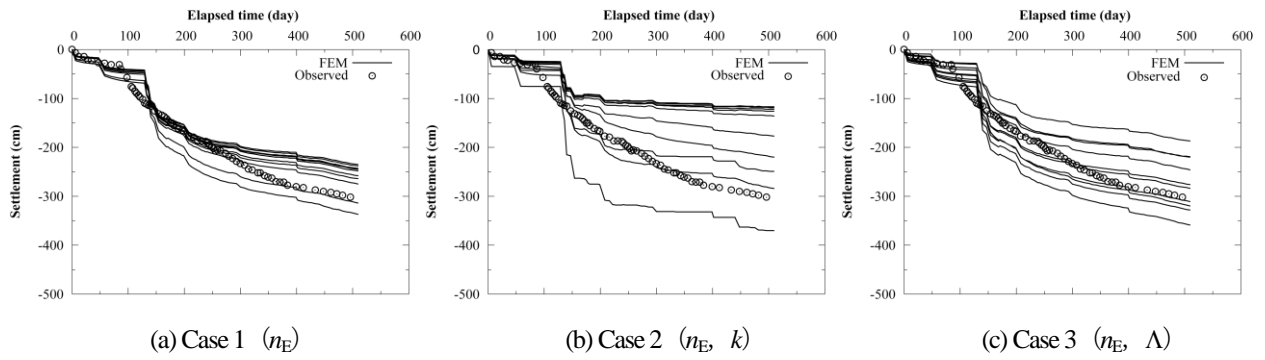 Elapsed time (day)
0 100 200 300 400 500 600
0
-100
-200
-300
-400
-500
Settlement (cm)
FEM
Observed
(a) Case 1 (n_E)
Elapsed time (day)
0 100 200 300 400 500 600
0
-100
-200
-300
-400
-500
Settlement (cm)
FEM
Observed
(b) Case 2 (n_E, k)
Elapsed time (day)
0 100 200 300 400 500 600
0
-100
-200
-300
-400
-500
Settlement (cm)
FEM
Observed
(c) Case 3 (n_E, Λ)